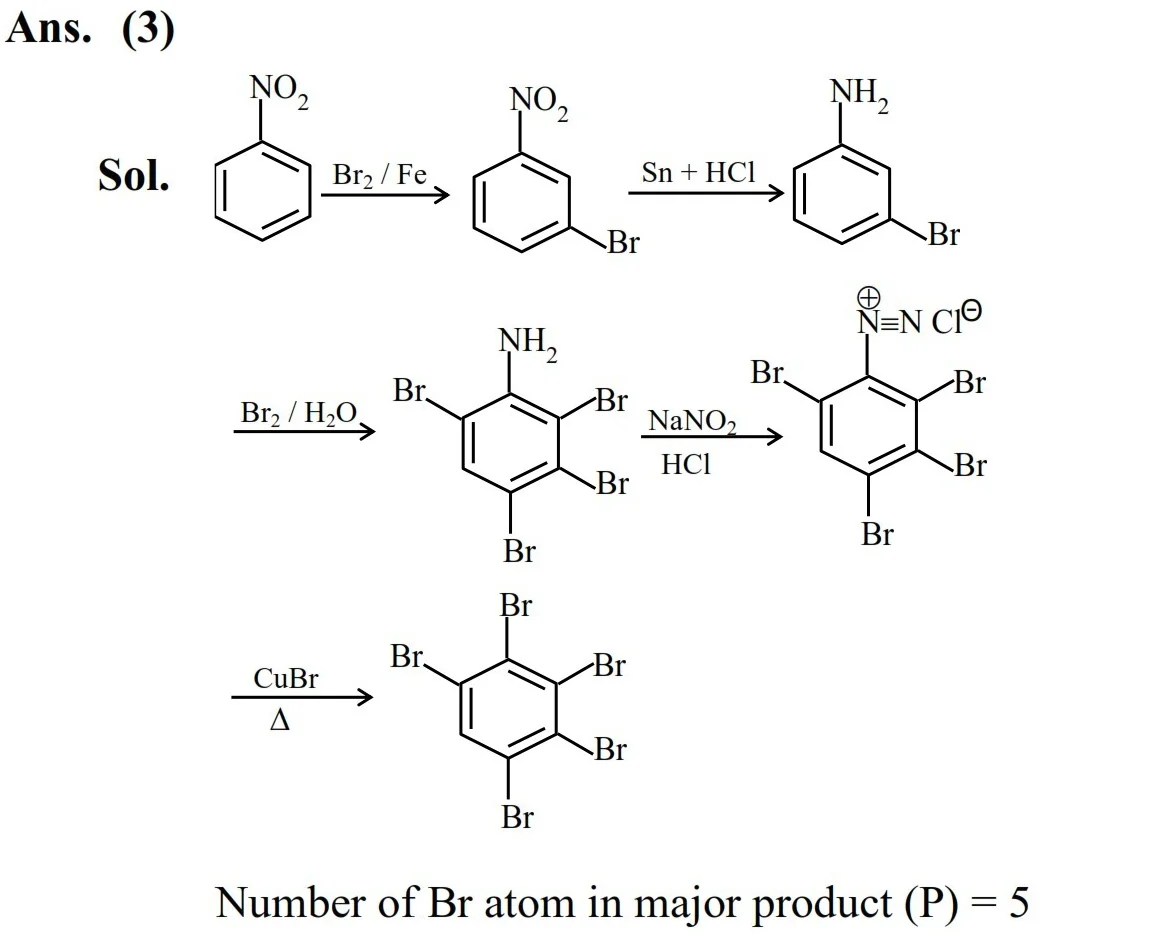 Ans. (3)
NO₂ NO₂ NH₂
Sol. Br₂ / Fe Sn + HCl
Br Br
⊕
N≡N Cl⊖
NH₂
Br Br Br Br
Br₂ / H₂O NaNO₂
HCl
Br Br
Br Br
Br
Br Br
CuBr
Δ
Br
Br
Number of Br atom in major product (P) = 5